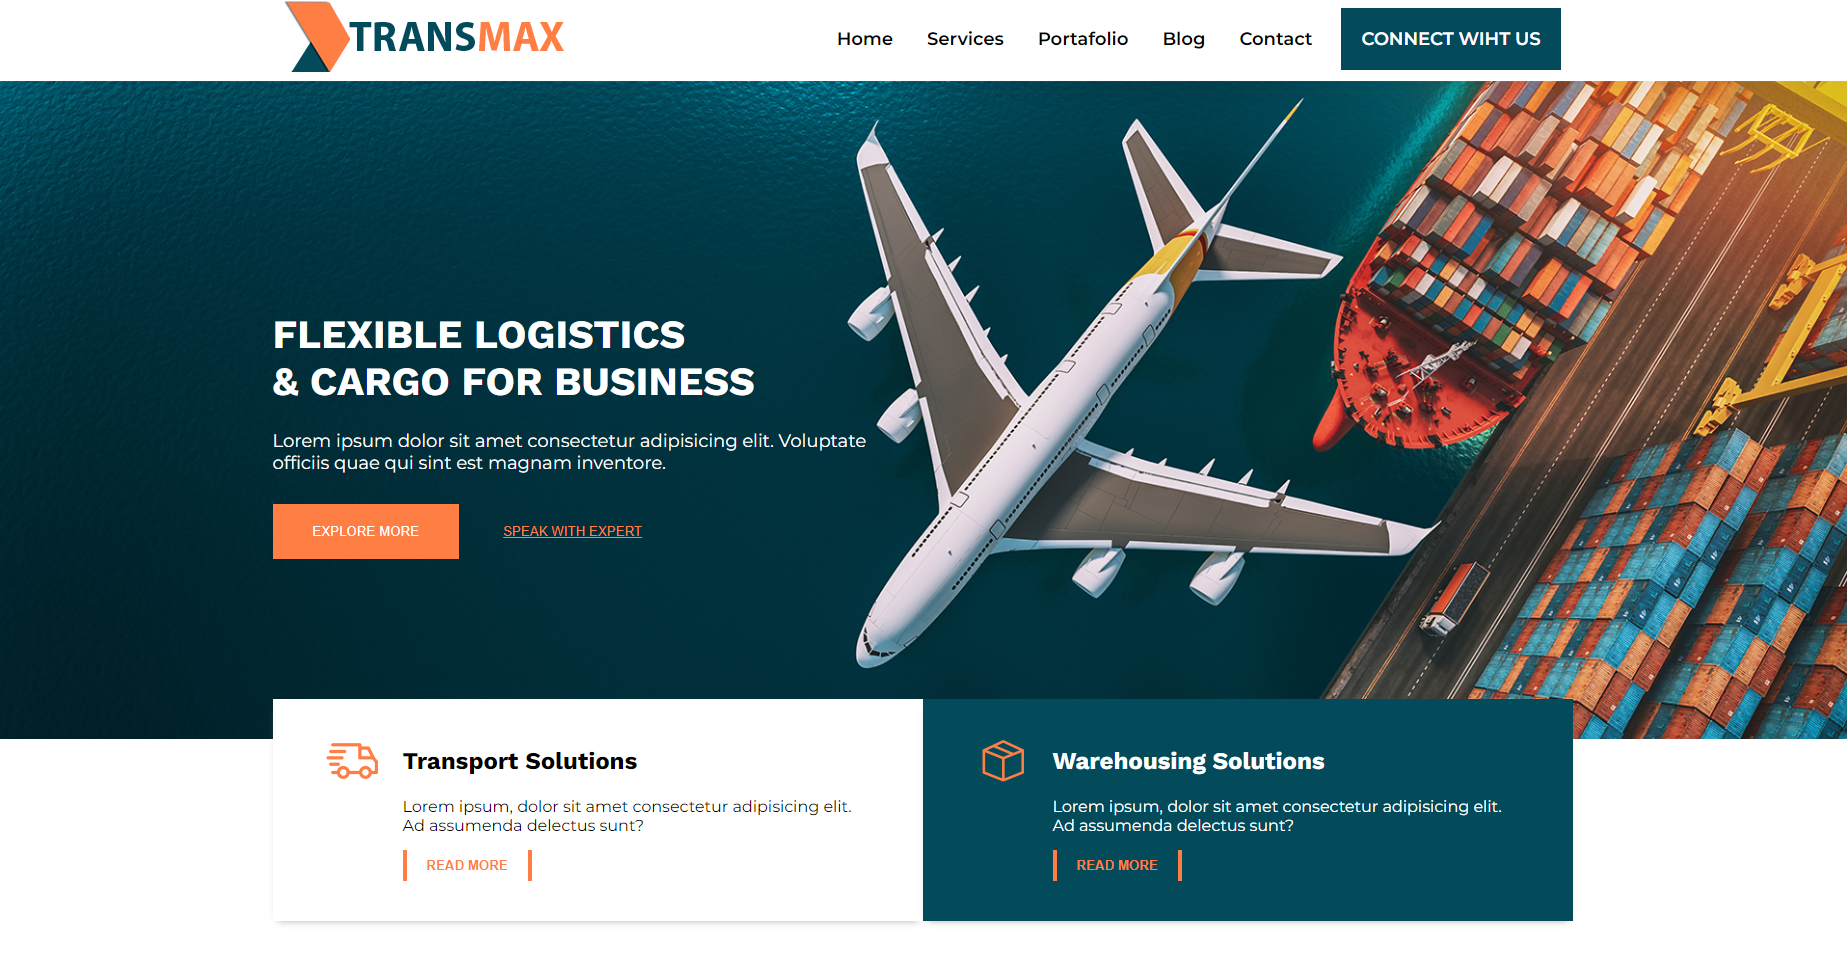 TRANSMAX
Home Services Portafolio Blog Contact CONNECT WIHT US
FLEXIBLE LOGISTICS
& CARGO FOR BUSINESS
Lorem ipsum dolor sit amet consectetur adipisicing elit. Voluptate
officiis quae qui sint est magnam inventore.
EXPLORE MORE SPEAK WITH EXPERT
Transport Solutions
Lorem ipsum, dolor sit amet consectetur adipisicing elit.
Ad assumenda delectus sunt?
READ MORE
Warehousing Solutions
Lorem ipsum, dolor sit amet consectetur adipisicing elit.
Ad assumenda delectus sunt?
READ MORE